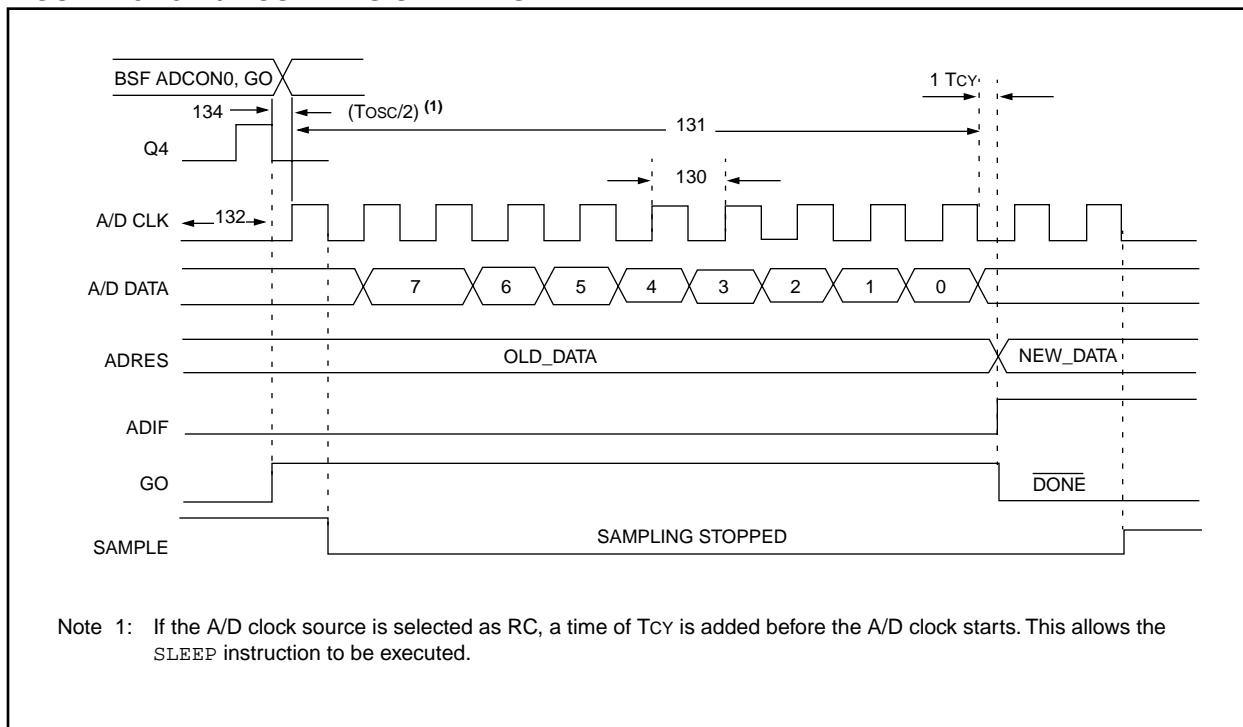 BSF ADCON0, GO
1 TCY
134
(TOSC/2) (1)
131
Q4
130
A/D CLK
132
A/D DATA
7 6 5 4 3 2 1 0
ADRES
OLD_DATA
NEW_DATA
ADIF
GO
DONE
SAMPLE
SAMPLING STOPPED
Note 1: If the A/D clock source is selected as RC, a time of TCY is added before the A/D clock starts. This allows the
SLEEP instruction to be executed.